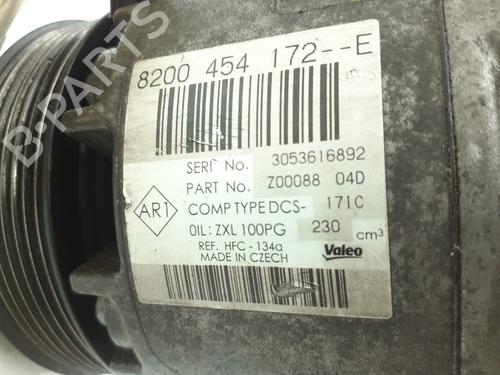 8200 454 172--E
SERI No. 3053616892
PART No. Z00088 04D
AR1
COMP TYPE DCS- 171C
OIL: ZXL 100PG 230 cm³
REF. HFC - 134a
MADE IN CZECH
Valeo
B-PARTS